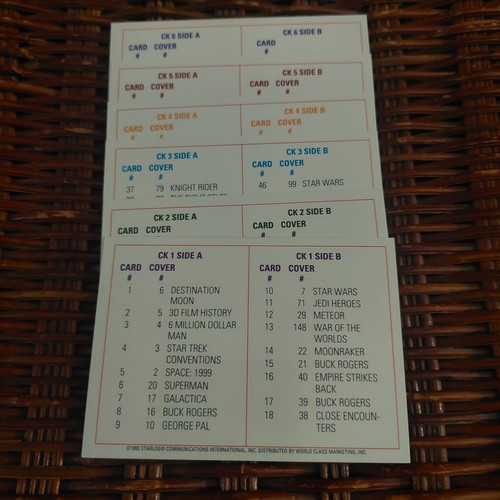 CK 6 SIDE A CK 6 SIDE B
CARD COVER CARD
# # #
CK 5 SIDE A CK 5 SIDE B
CARD COVER CARD COVER
# # # #
CK 4 SIDE A CK 4 SIDE B
CARD COVER CARD COVER
# # # #
CK 3 SIDE A CK 3 SIDE B
CARD COVER CARD COVER
# # # #
37 79 KNIGHT RIDER 46 99 STAR WARS
CK 2 SIDE A CK 2 SIDE B
CARD COVER CARD COVER
# #
CK 1 SIDE A
CARD COVER
# #
1 6 DESTINATION
MOON
2 5 3D FILM HISTORY
3 4 6 MILLION DOLLAR
MAN
4 3 STAR TREK
CONVENTIONS
5 2 SPACE: 1999
6 20 SUPERMAN
7 17 GALACTICA
8 16 BUCK ROGERS
9 10 GEORGE PAL
CK 1 SIDE B
CARD COVER
# #
10 7 STAR WARS
11 71 JEDI HEROES
12 29 METEOR
13 148 WAR OF THE
WORLDS
14 22 MOONRAKER
15 21 BUCK ROGERS
16 40 EMPIRE STRIKES
BACK
17 39 BUCK ROGERS
18 38 CLOSE ENCOUN-
TERS
©1993 STARLOG® COMMUNICATIONS INTERNATIONAL, INC. DISTRIBUTED BY WORLD CLASS MARKETING, INC.